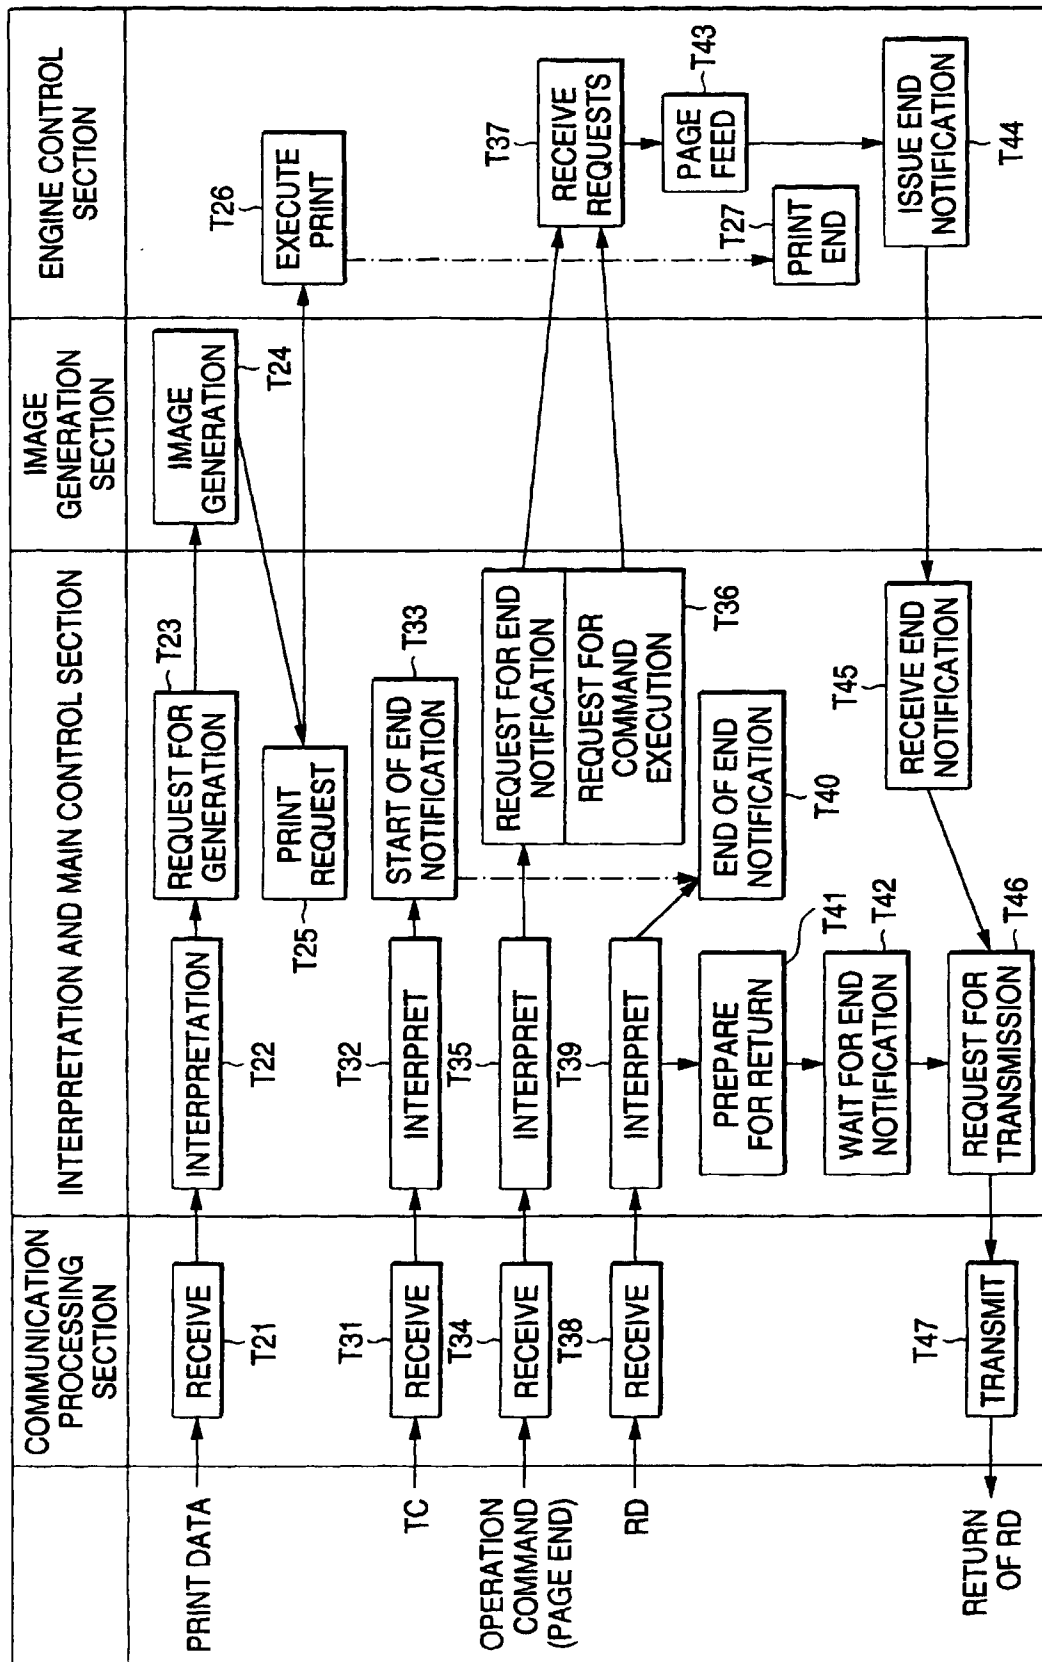 COMMUNICATION
PROCESSING
SECTION
INTERPRETATION AND MAIN CONTROL SECTION
IMAGE
GENERATION
SECTION
ENGINE CONTROL
SECTION
PRINT DATA
RECEIVE
T21
INTERPRETATION
T22
REQUEST FOR
GENERATION
T23
IMAGE
GENERATION
T24
PRINT
REQUEST
T25
EXECUTE
PRINT
T26
TC
RECEIVE
T31
INTERPRET
T32
START OF END
NOTIFICATION
T33
OPERATION
COMMAND
(PAGE END)
RECEIVE
T34
INTERPRET
T35
REQUEST FOR END
NOTIFICATION
REQUEST FOR
COMMAND
EXECUTION
T36
RECEIVE
REQUESTS
T37
RD
RECEIVE
T38
INTERPRET
T39
END OF END
NOTIFICATION
T40
PAGE
FEED
T43
PREPARE
FOR RETURN
T41
PRINT
END
T27
WAIT FOR END
NOTIFICATION
T42
RECEIVE END
NOTIFICATION
T45
ISSUE END
NOTIFICATION
T44
RETURN
OF RD
TRANSMIT
T47
REQUEST FOR
TRANSMISSION
T46